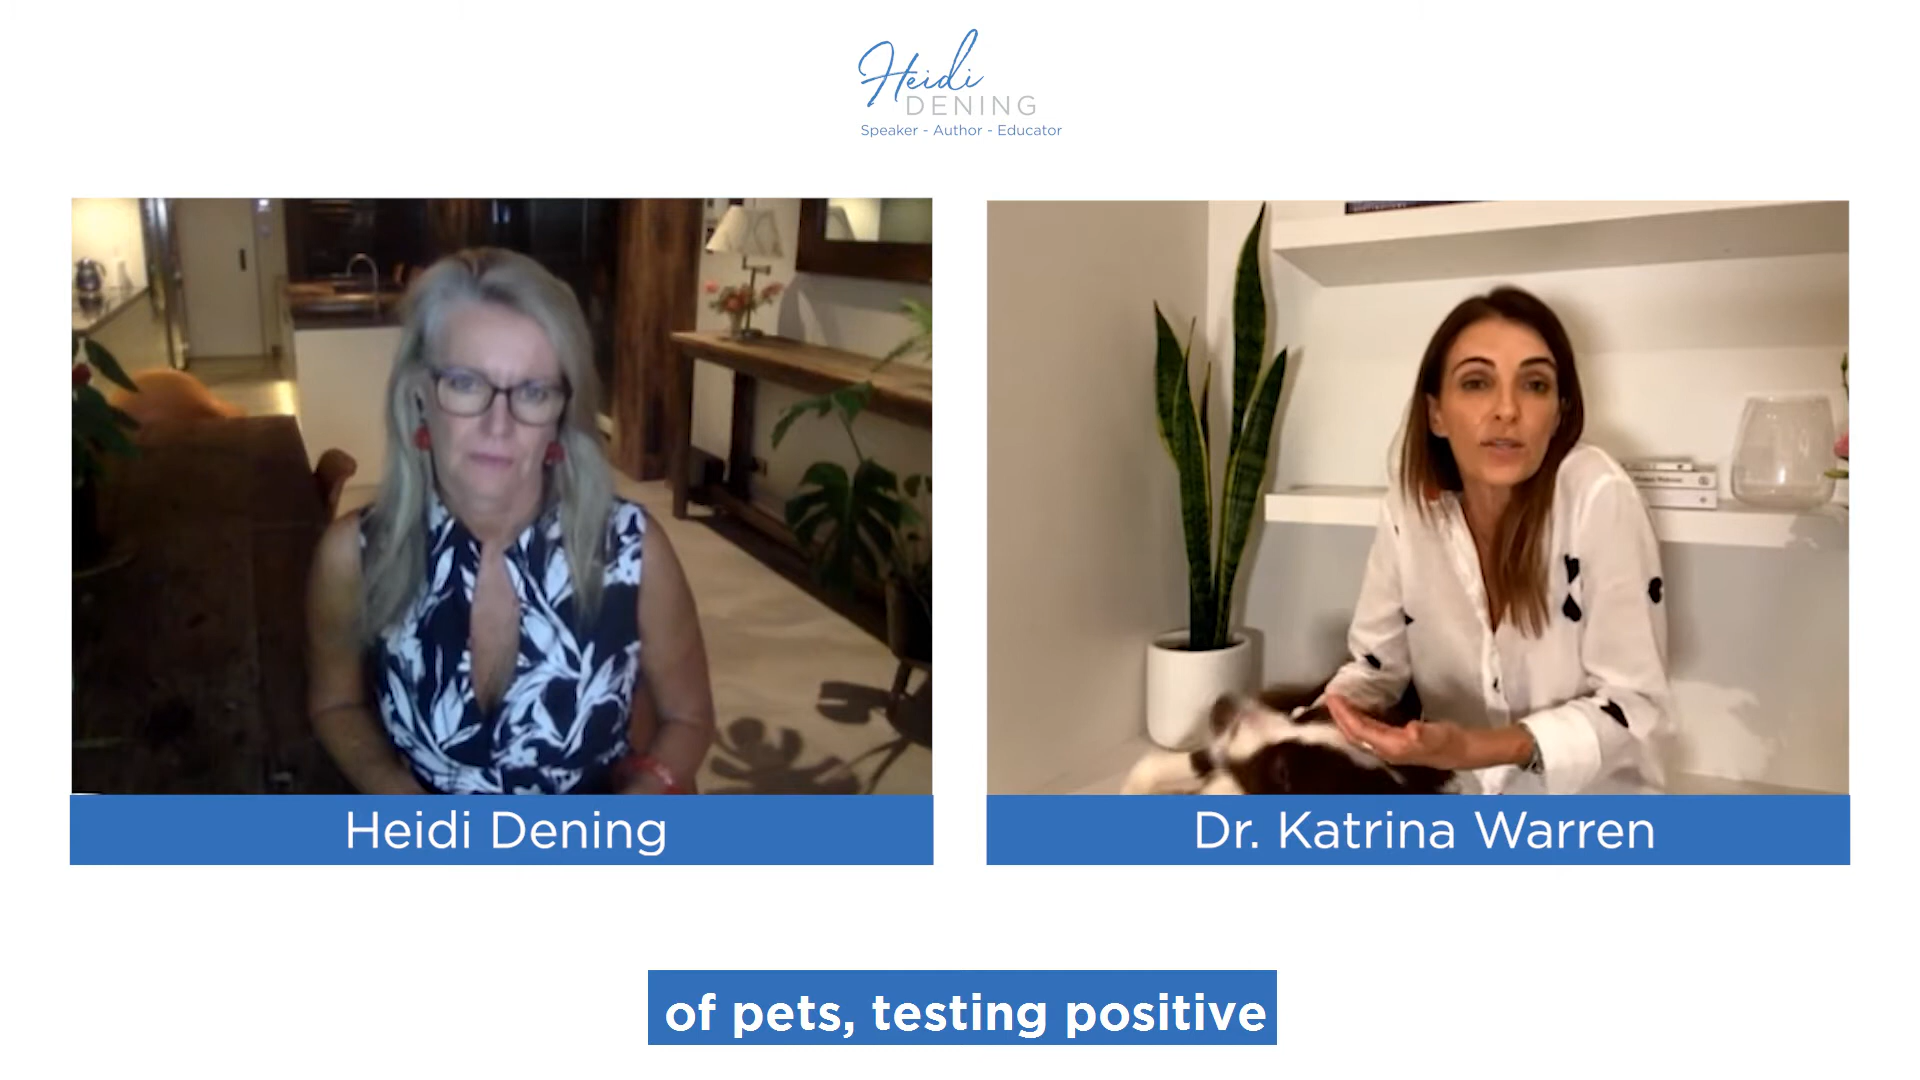 Heidi
DENING
Speaker - Author - Educator
Heidi Dening
Dr. Katrina Warren
of pets, testing positive